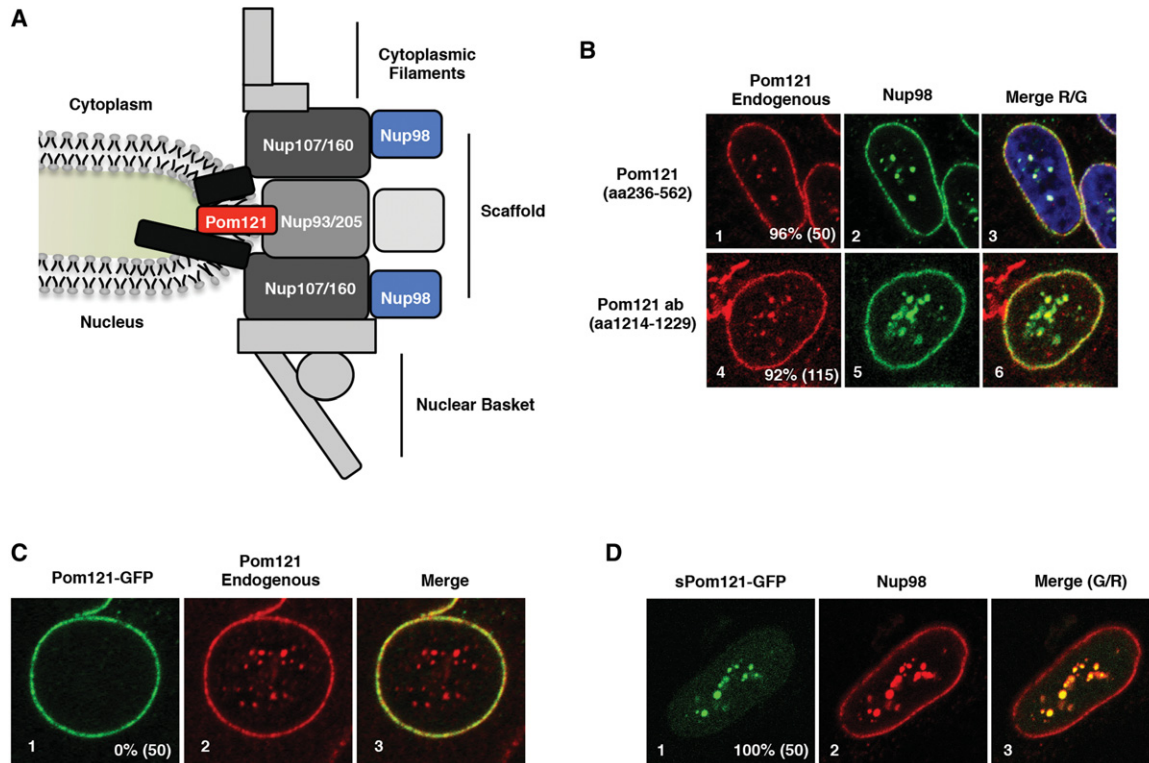 A
Cytoplasmic
Filaments
Cytoplasm
Nup107/160
Nup98
Pom121
Nup93/205
Scaffold
Nup107/160
Nup98
Nucleus
Nuclear Basket
B
Pom121
Endogenous
Nup98
Merge R/G
Pom121
(aa236-562)
1
96% (50)
2
3
Pom121 ab
(aa1214-1229)
4
92% (115)
5
6
C
Pom121-GFP
Pom121
Endogenous
Merge
1
0% (50)
2
3
D
sPom121-GFP
Nup98
Merge (G/R)
1
100% (50)
2
3